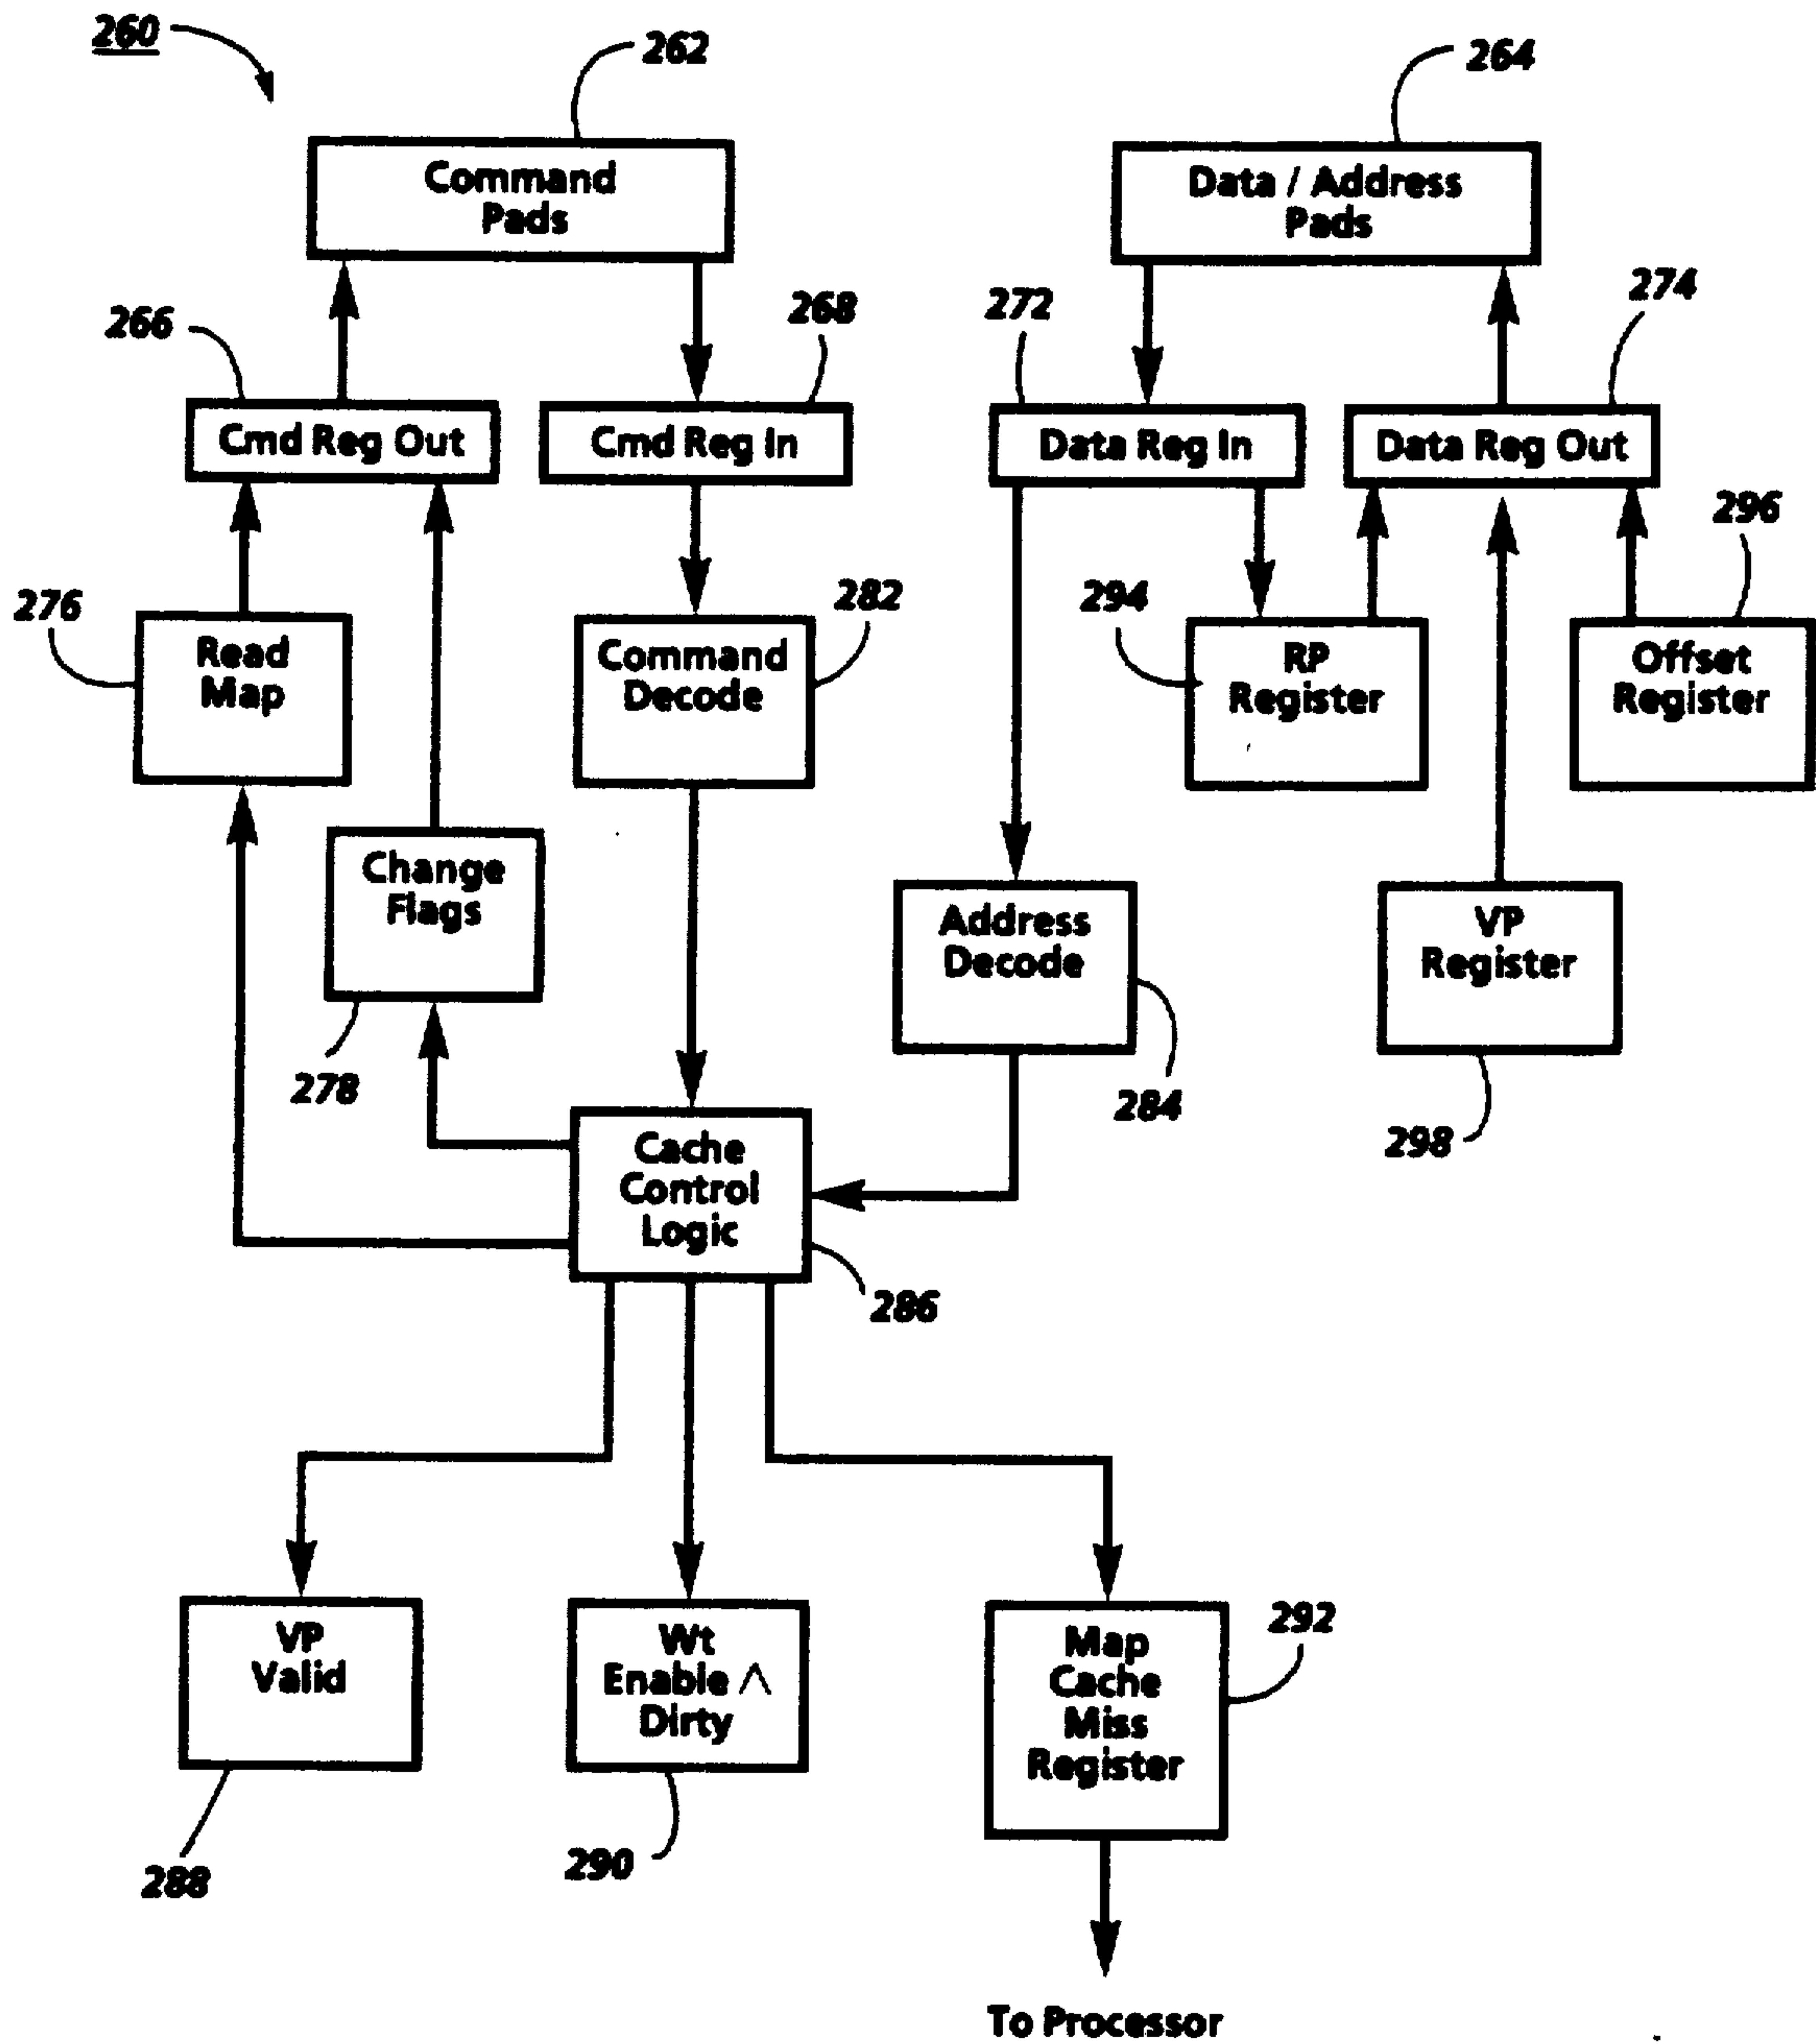 260
262
264
Command
Pads
Data / Address
Pads
266
268
272
274
Cmd Reg Out
Cmd Reg In
Data Reg In
Data Reg Out
276
282
294
296
Read
Map
Command
Decode
RP
Register
Offset
Register
Change
Flags
Address
Decode
VP
Register
278
284
298
Cache
Control
Logic
286
VP
Valid
Wt
Enable ∧
Dirty
Map
Cache
Miss
Register
292
288
290
To Processor